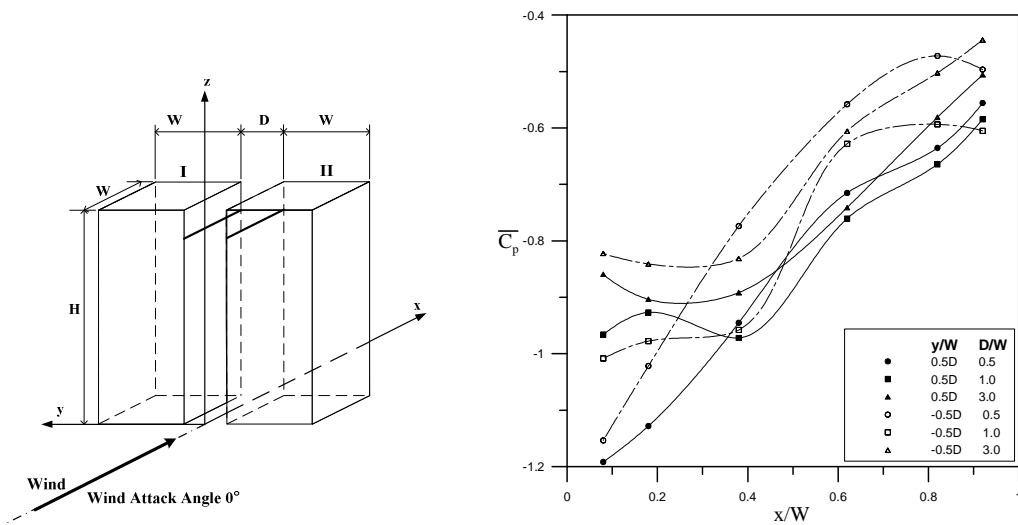 z
W D W
I II
W
H
x
y
Wind
Wind Attack Angle 0°
-0.4
-0.6
-0.8
-1
-1.2
C̅p̅
0 0.2 0.4 0.6 0.8 1
x/W
y/W D/W
0.5D 0.5
0.5D 1.0
0.5D 3.0
-0.5D 0.5
-0.5D 1.0
-0.5D 3.0